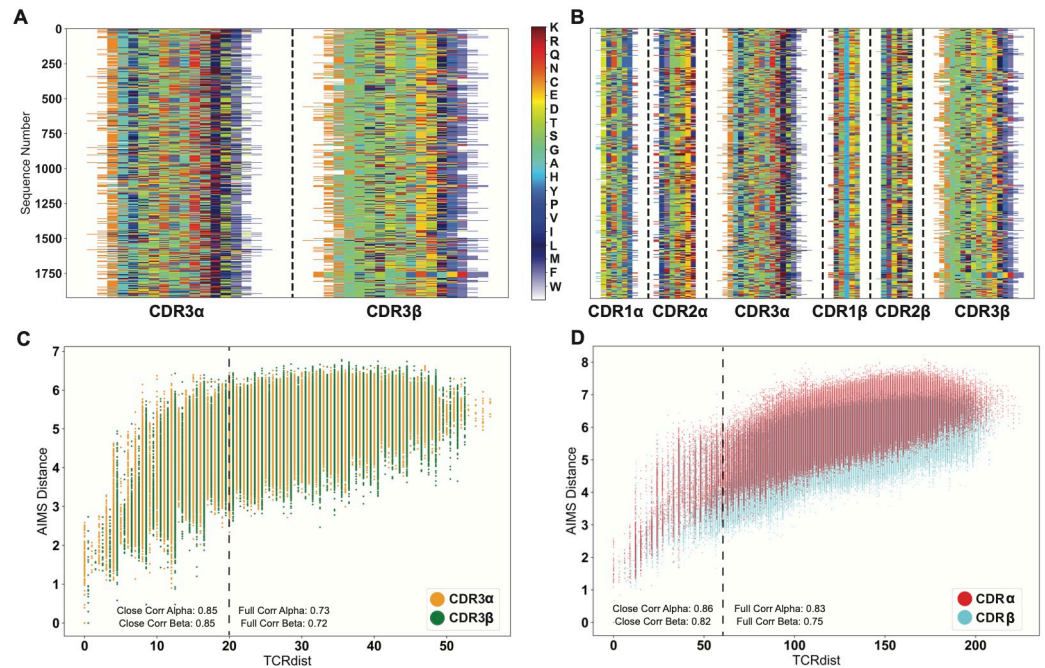 A
B
0
250
500
750
1000
1250
1500
1750
Sequence Number
CDR3α
CDR3β
K
R
Q
N
C
E
D
T
S
G
A
H
Y
P
V
I
L
M
F
W
CDR1α
CDR2α
CDR3α
CDR1β
CDR2β
CDR3β
C
7
6
5
4
3
2
1
0
AIMS Distance
Close Corr Alpha: 0.85
Close Corr Beta: 0.85
Full Corr Alpha: 0.73
Full Corr Beta: 0.72
CDR3α
CDR3β
0 10 20 30 40 50
TCRdist
D
8
7
6
5
4
3
2
1
0
AIMS Distance
Close Corr Alpha: 0.86
Close Corr Beta: 0.82
Full Corr Alpha: 0.83
Full Corr Beta: 0.75
CDR α
CDR β
0 50 100 150 200
TCRdist